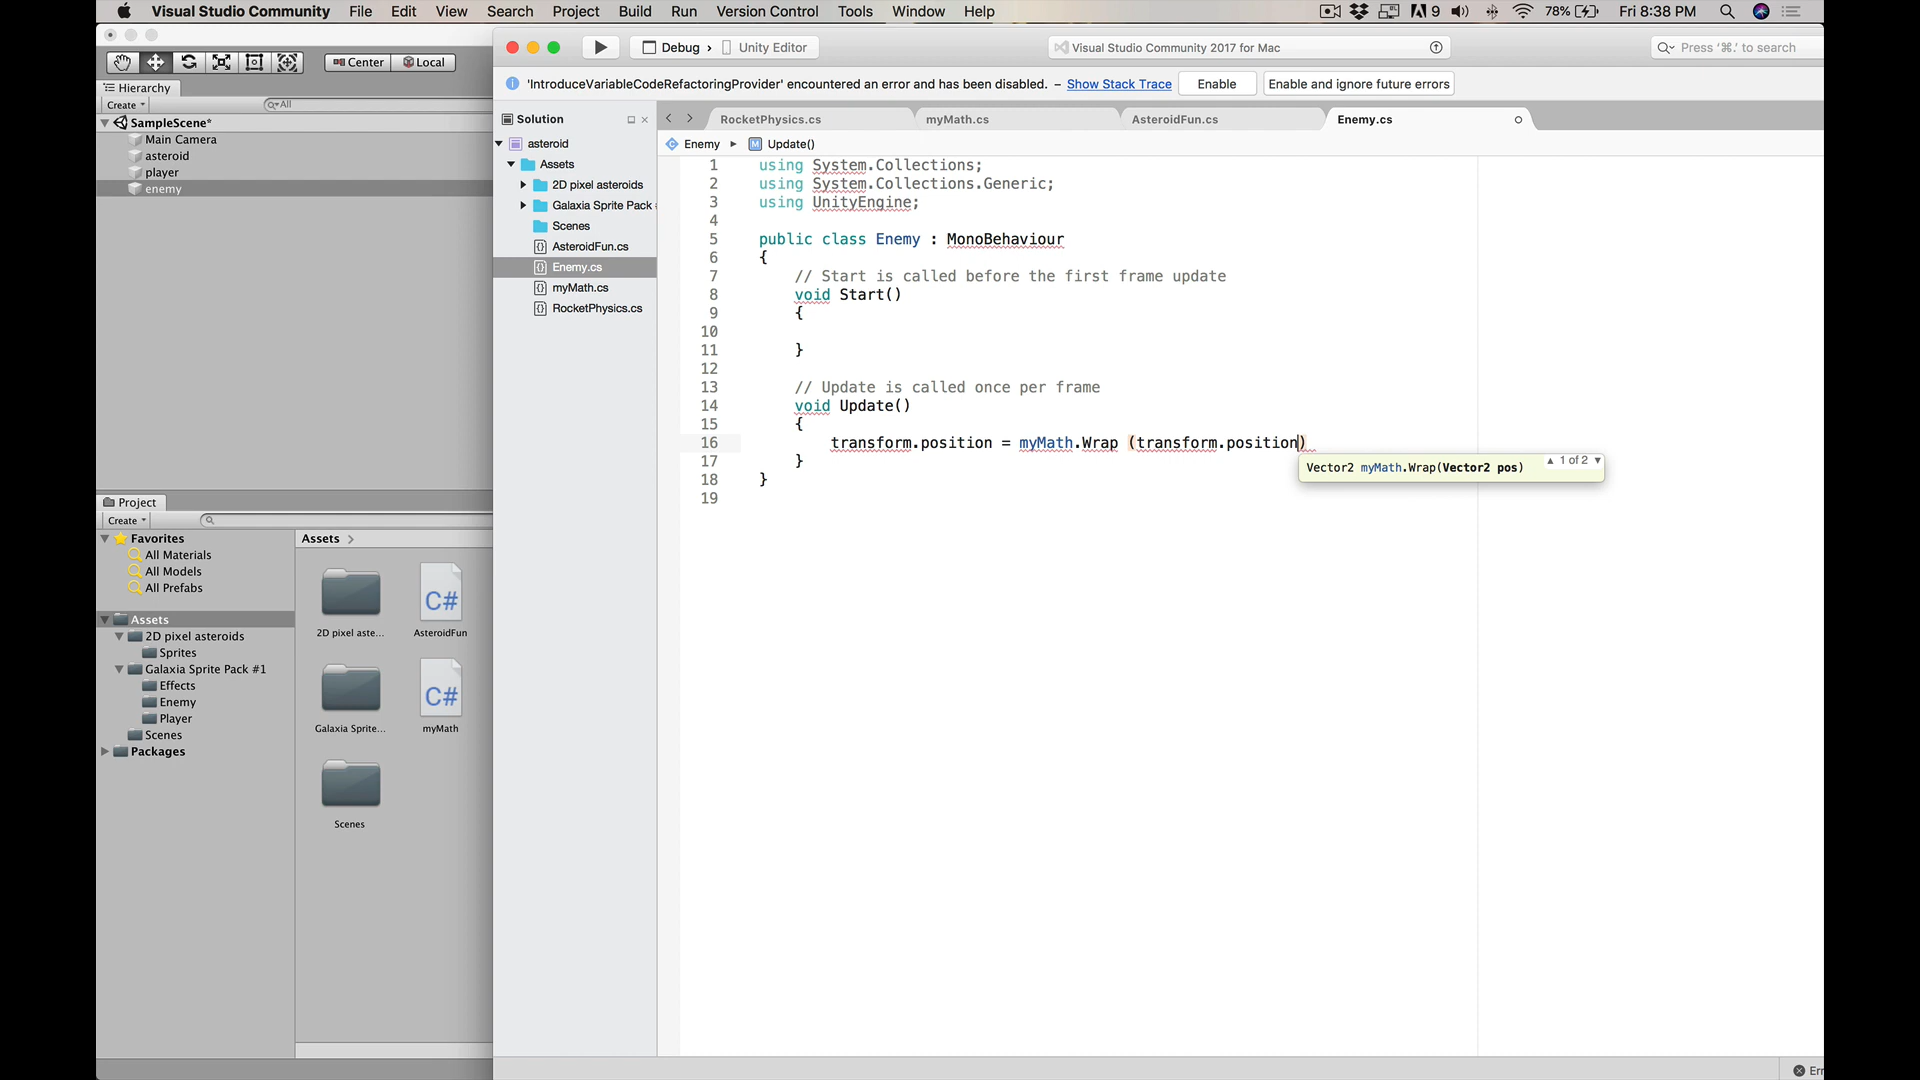 Visual Studio Community File Edit View Search Project Build Run Version Control Tools Window Help 9 78% Fri 8:38 PM
Center Local
Debug › Unity Editor
Visual Studio Community 2017 for Mac
Press '⌘.' to search
Hierarchy
Create All
SampleScene*
Main Camera
asteroid
player
enemy
'IntroduceVariableCodeRefactoringProvider' encountered an error and has been disabled. – Show Stack Trace Enable Enable and ignore future errors
Solution
asteroid
Assets
2D pixel asteroids
Galaxia Sprite Pack
Scenes
AsteroidFun.cs
Enemy.cs
myMath.cs
RocketPhysics.cs
RocketPhysics.cs myMath.cs AsteroidFun.cs Enemy.cs
Enemy M Update()
1 using System.Collections;
2 using System.Collections.Generic;
3 using UnityEngine;
4
5 public class Enemy : MonoBehaviour
6 {
7 // Start is called before the first frame update
8 void Start()
9 {
10
11 }
12
13 // Update is called once per frame
14 void Update()
15 {
16 transform.position = myMath.Wrap (transform.position)
17 }
18 }
19
Vector2 myMath.Wrap(Vector2 pos) ▲ 1 of 2 ▼
Project
Create
Favorites
All Materials
All Models
All Prefabs
Assets
2D pixel asteroids
Sprites
Galaxia Sprite Pack #1
Effects
Enemy
Player
Scenes
Packages
Assets
C#
2D pixel aste... AsteroidFun
C#
Galaxia Sprite... myMath
Scenes